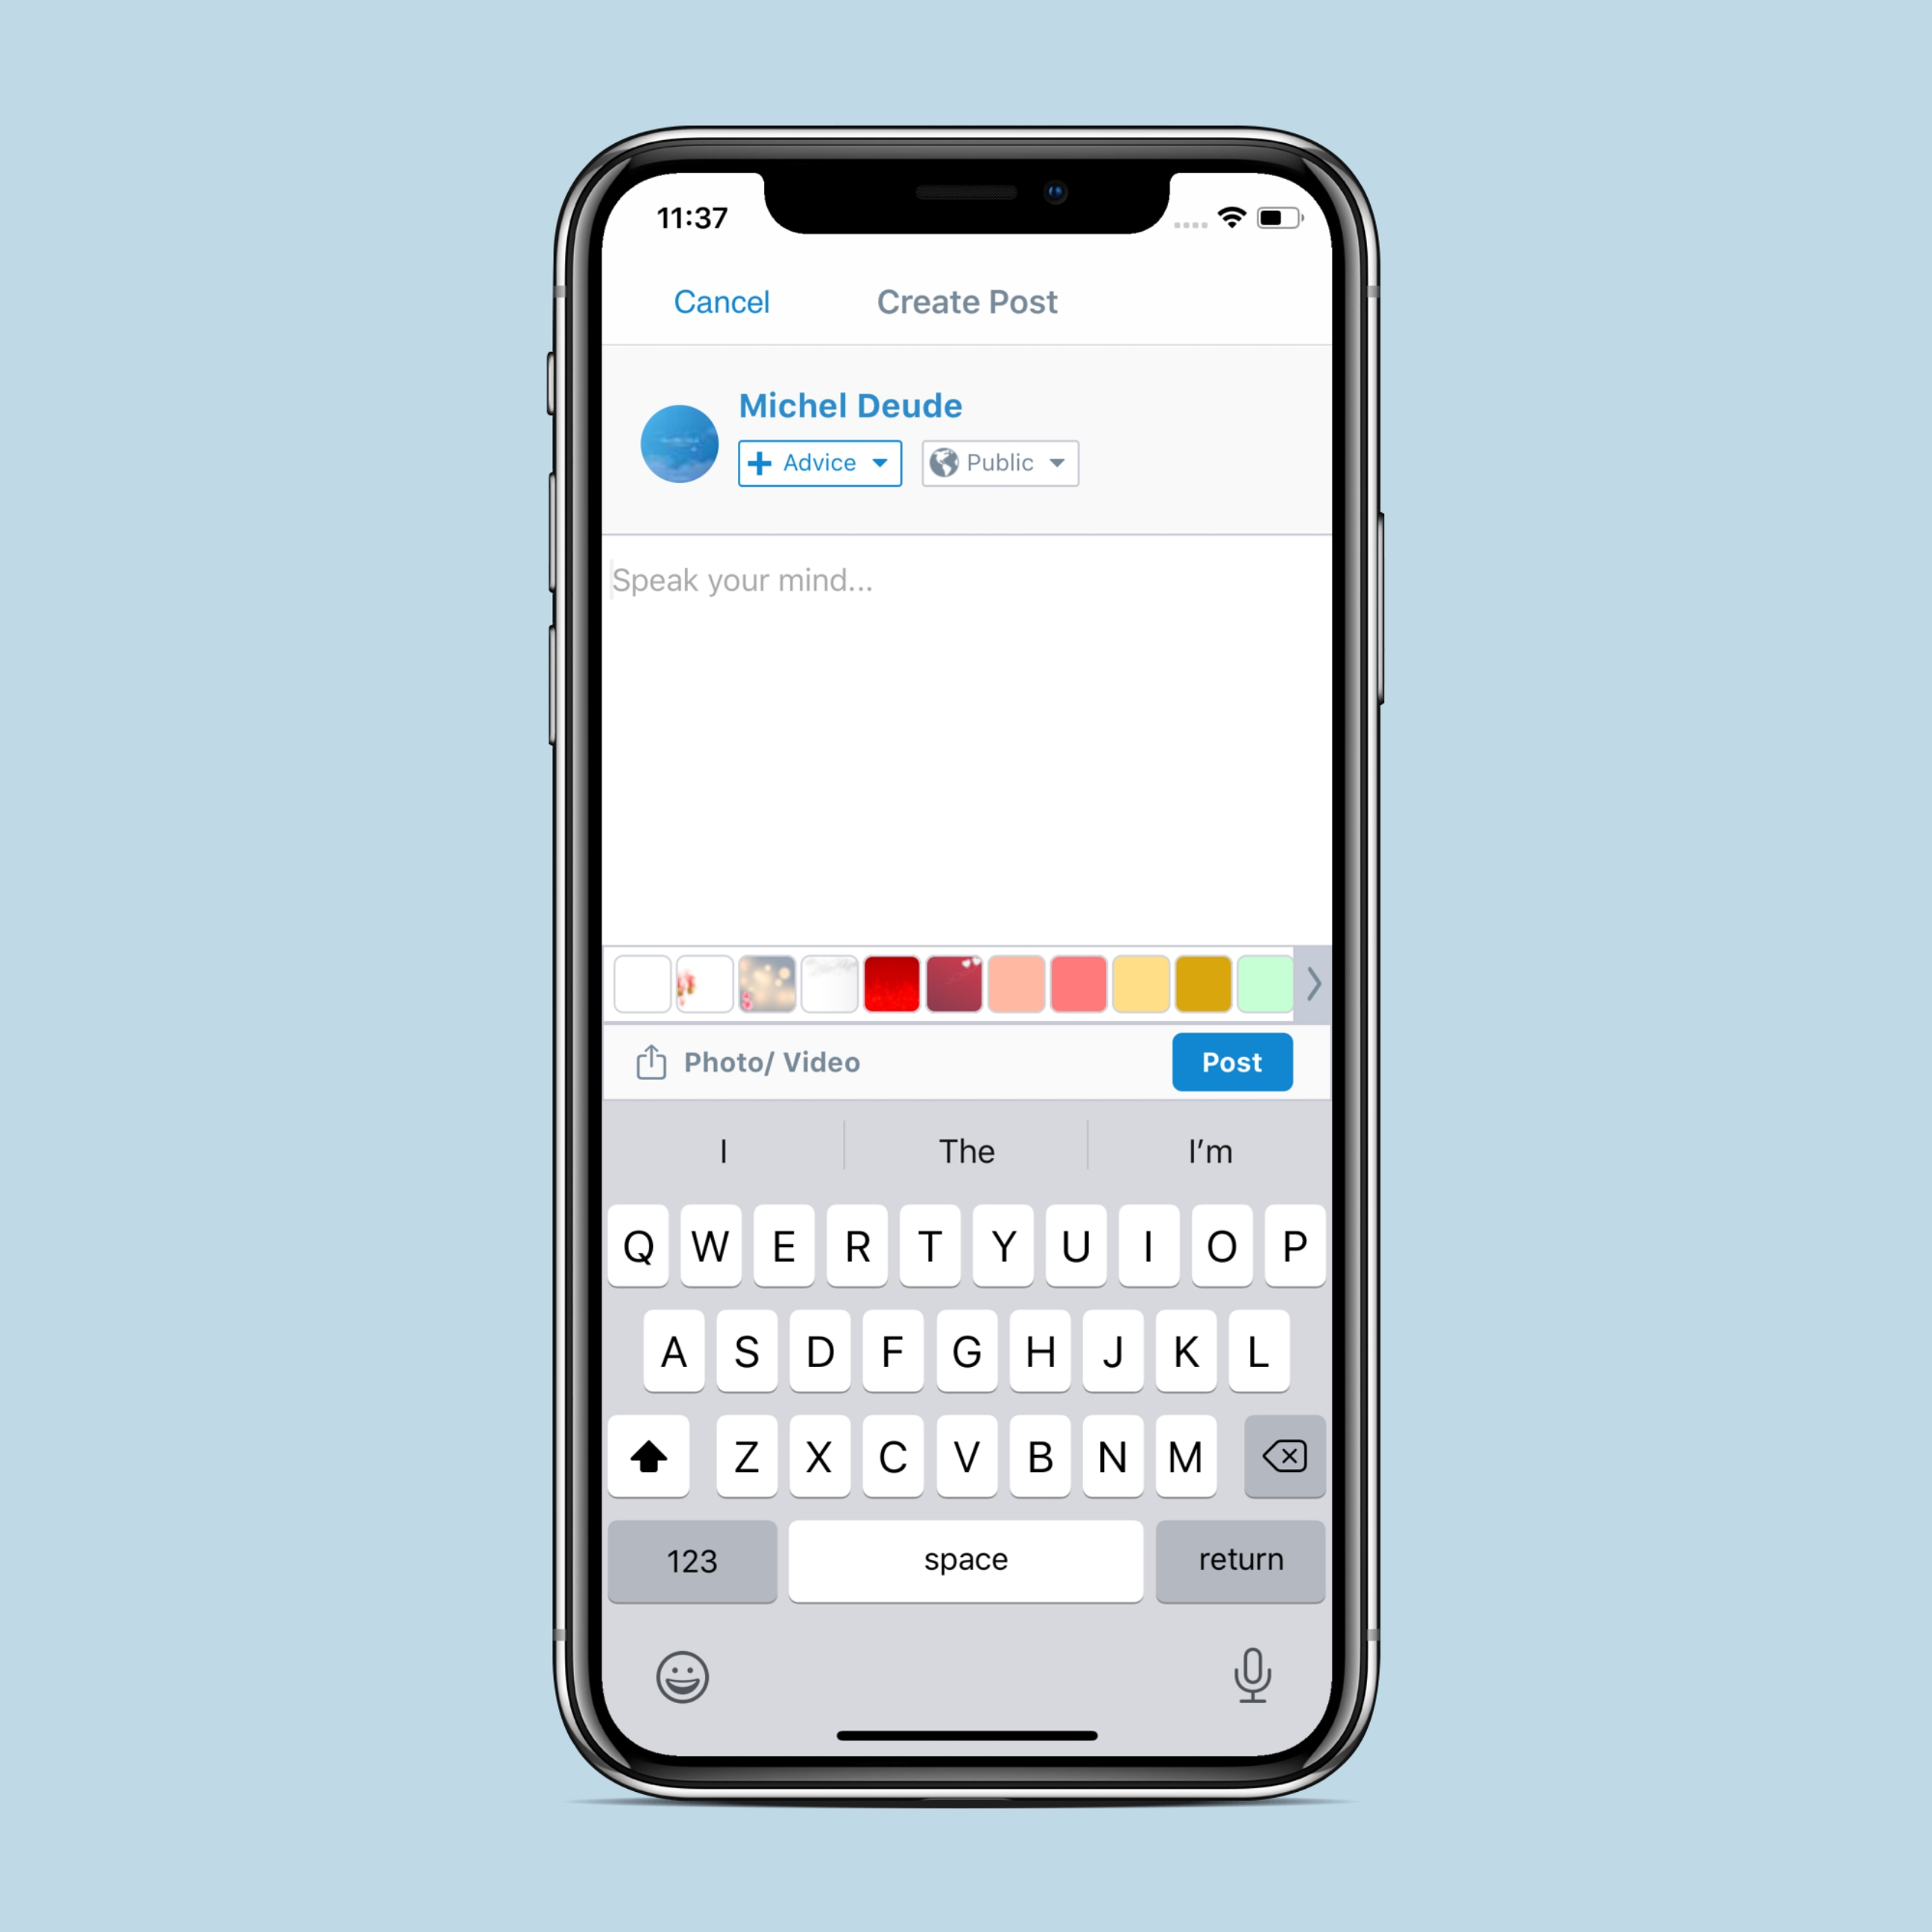 11:37
Cancel Create Post
Michel Deude
Advice Public
Speak your mind...
Photo/ Video Post
I The I’m
Q W E R T Y U I O P
A S D F G H J K L
Z X C V B N M
123 space return